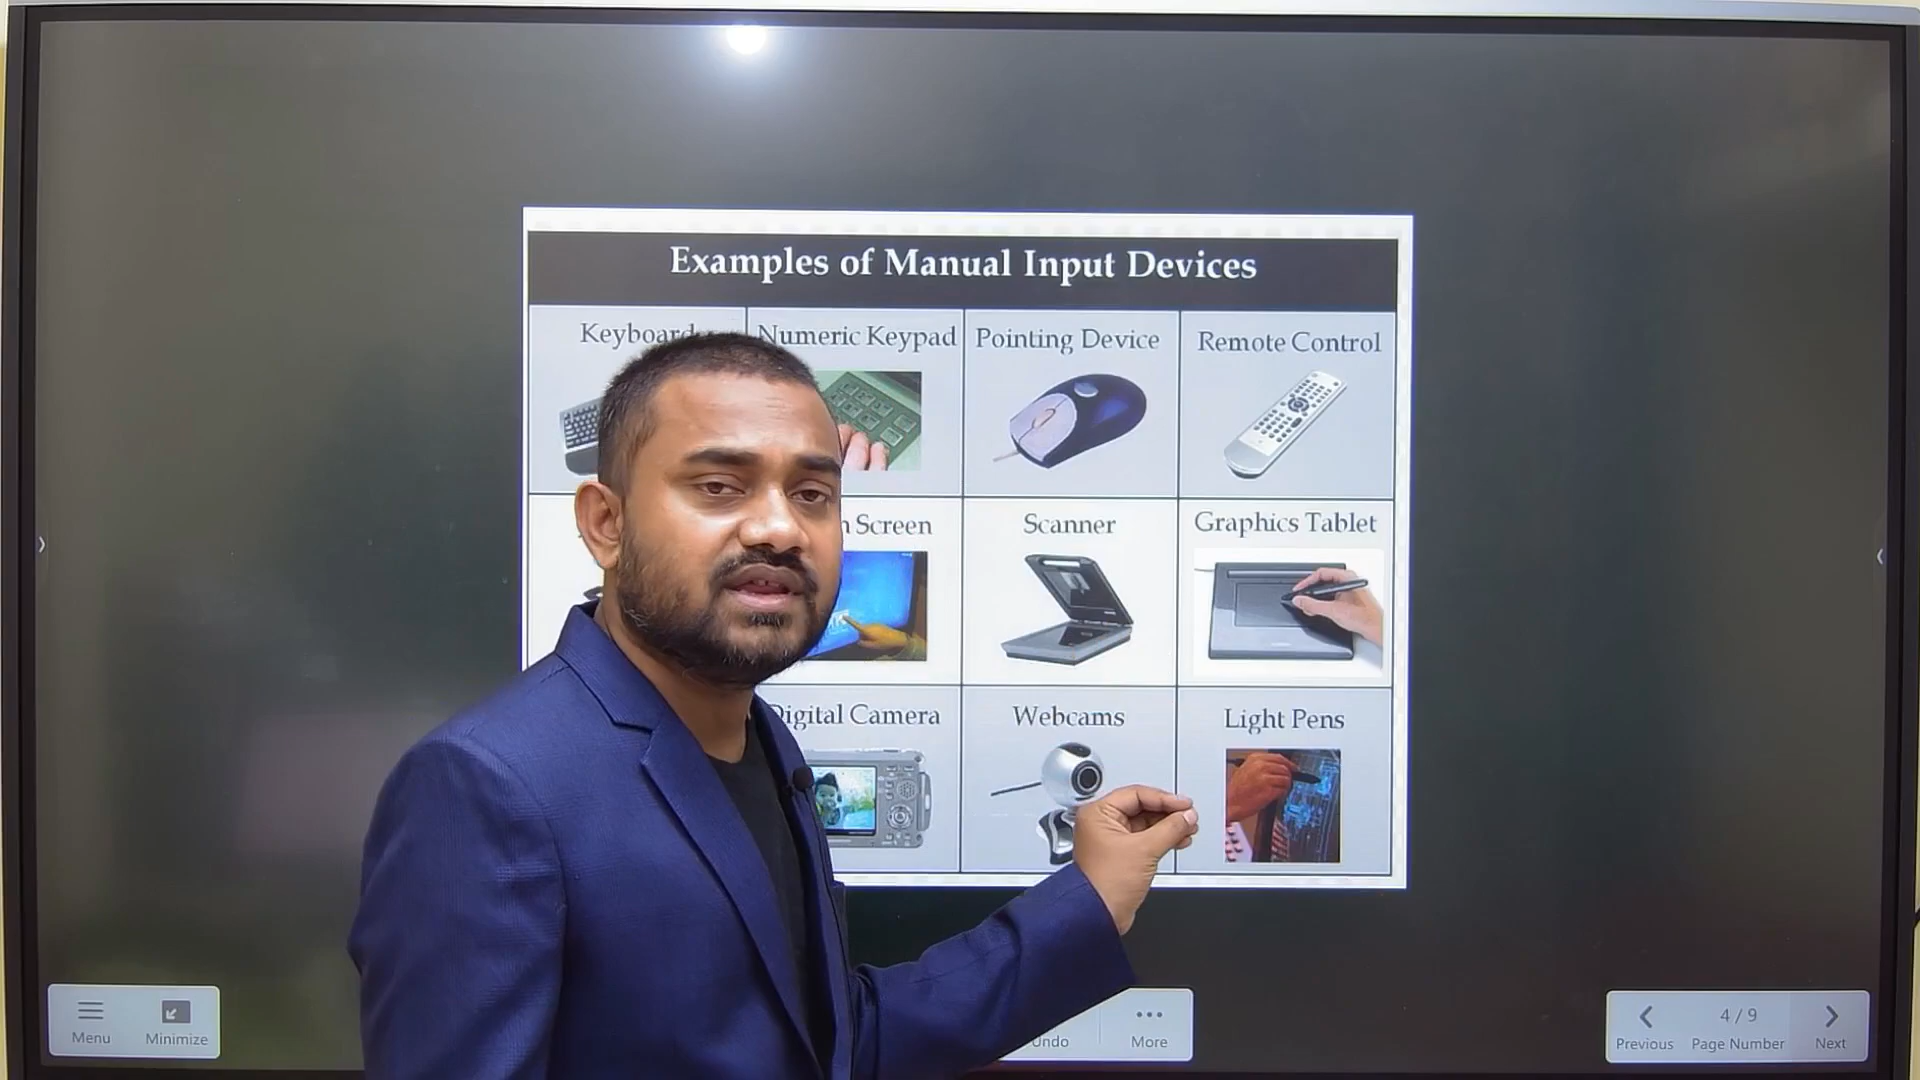 Examples of Manual Input Devices
Keyboard Numeric Keypad Pointing Device Remote Control
Screen Scanner Graphics Tablet
Digital Camera Webcams Light Pens
Menu Minimize Undo More
4 / 9
Previous Page Number Next